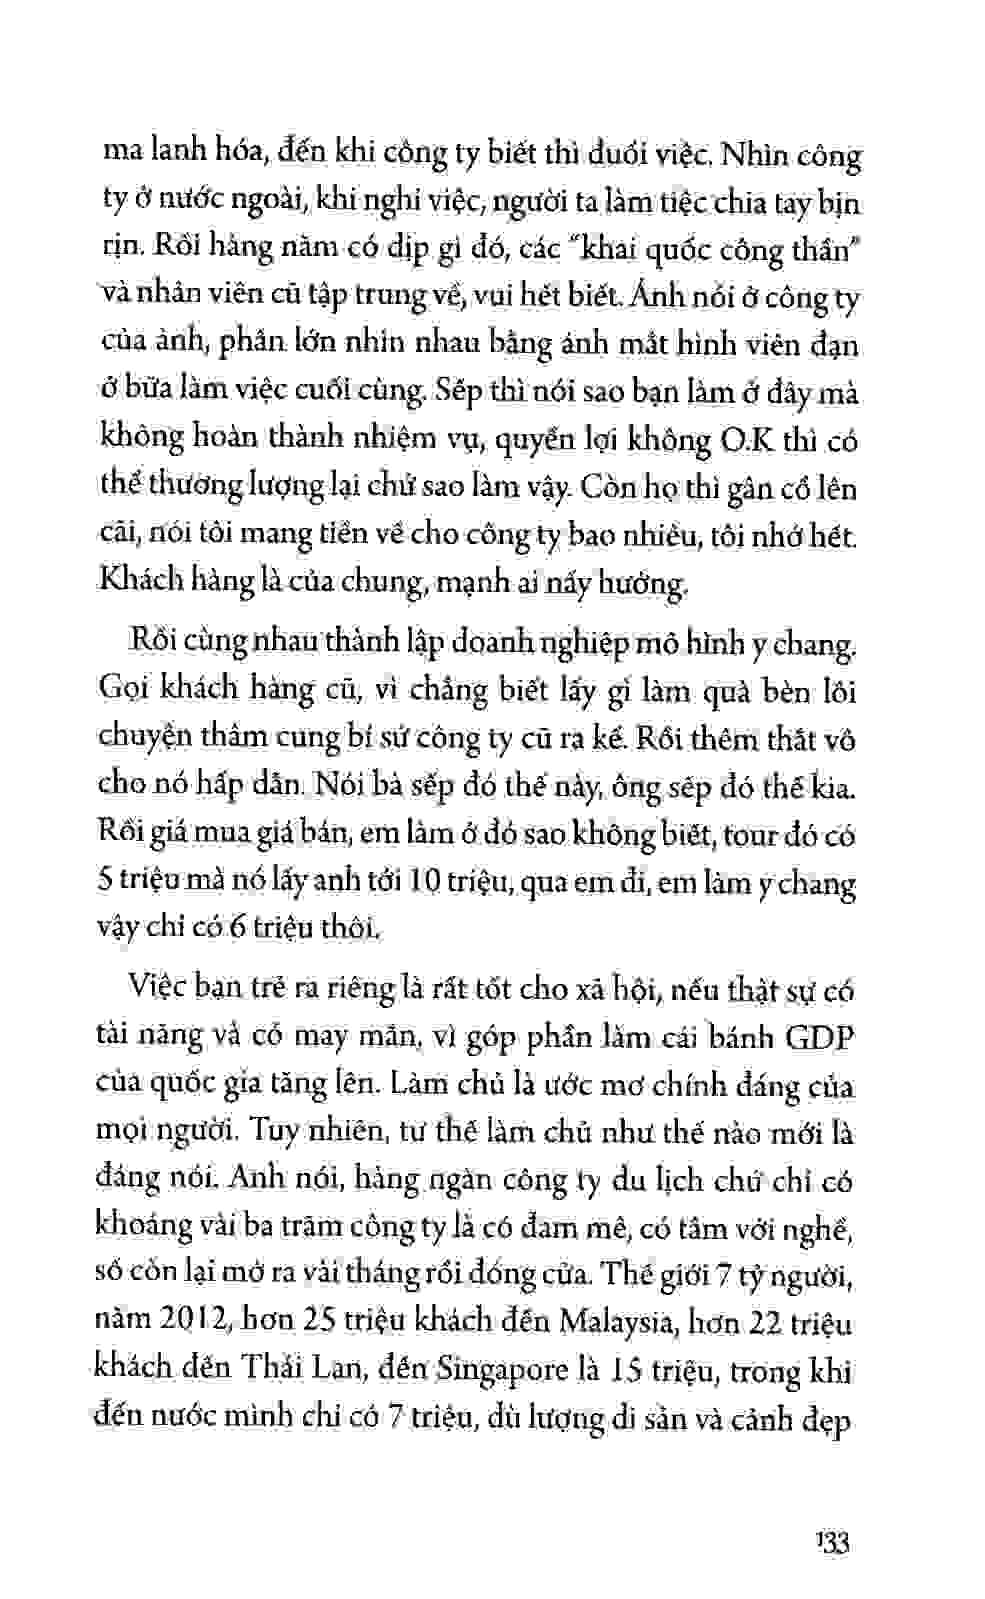 ma lanh hóa, đến khi công ty biết thì đuổi việc. Nhìn công
ty ở nước ngoài, khi nghỉ việc, người ta làm tiệc chia tay bịn
rịn. Rồi hàng năm có dịp gì đó, các "khai quốc công thần"
và nhân viên cũ tập trung về, vui hết biết. Ảnh nói ở công ty
của ảnh, phần lớn nhìn nhau bằng ánh mắt hình viên đạn
ở bữa làm việc cuối cùng. Sếp thì nói sao bạn làm ở đây mà
không hoàn thành nhiệm vụ, quyền lợi không O.K thì có
thể thương lượng lại chứ sao làm vậy. Còn họ thì gân cổ lên
cãi, nói tôi mang tiền về cho công ty bao nhiêu, tôi nhớ hết.
Khách hàng là của chung, mạnh ai nấy hưởng.
Rồi cùng nhau thành lập doanh nghiệp mô hình y chang.
Gọi khách hàng cũ, vì chẳng biết lấy gì làm quà bèn lôi
chuyện thâm cung bí sử công ty cũ ra kể. Rồi thêm thắt vô
cho nó hấp dẫn. Nói bà sếp đó thế này, ông sếp đó thế kia.
Rồi giá mua giá bán, em làm ở đó sao không biết, tour đó có
5 triệu mà nó lấy anh tới 10 triệu, qua em đi, em làm y chang
vậy chỉ có 6 triệu thôi.
Việc bạn trẻ ra riêng là rất tốt cho xã hội, nếu thật sự có
tài năng và có may mắn, vì góp phần làm cái bánh GDP
của quốc gia tăng lên. Làm chủ là ước mơ chính đáng của
mọi người. Tuy nhiên, tư thế làm chủ như thế nào mới là
đáng nói. Anh nói, hàng ngàn công ty du lịch chứ chỉ có
khoảng vài ba trăm công ty là có đam mê, có tâm với nghề,
số còn lại mở ra vài tháng rồi đóng cửa. Thế giới 7 tỷ người,
năm 2012, hơn 25 triệu khách đến Malaysia, hơn 22 triệu
khách đến Thái Lan, đến Singapore là 15 triệu, trong khi
đến nước mình chỉ có 7 triệu, dù lượng di sản và cảnh đẹp
133